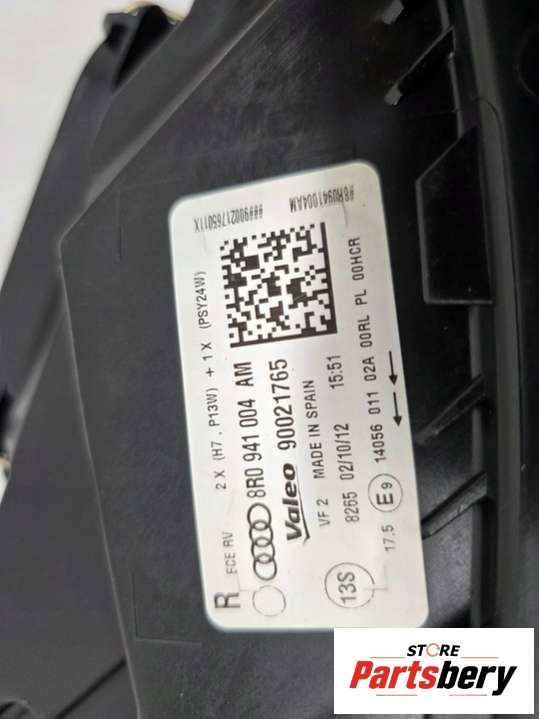 ###90021765011X #8R0941004AM
R ECE RV 2 X (H7 , P13W) + 1 X (PSY24W)
8R0 941 004 AM
Valeo 90021765
VF 2 MADE IN SPAIN
13S 8265 02/10/12 15:51
17.5 E9 14056 011 02A 00RL PL 00HCR
STORE
Partsbery